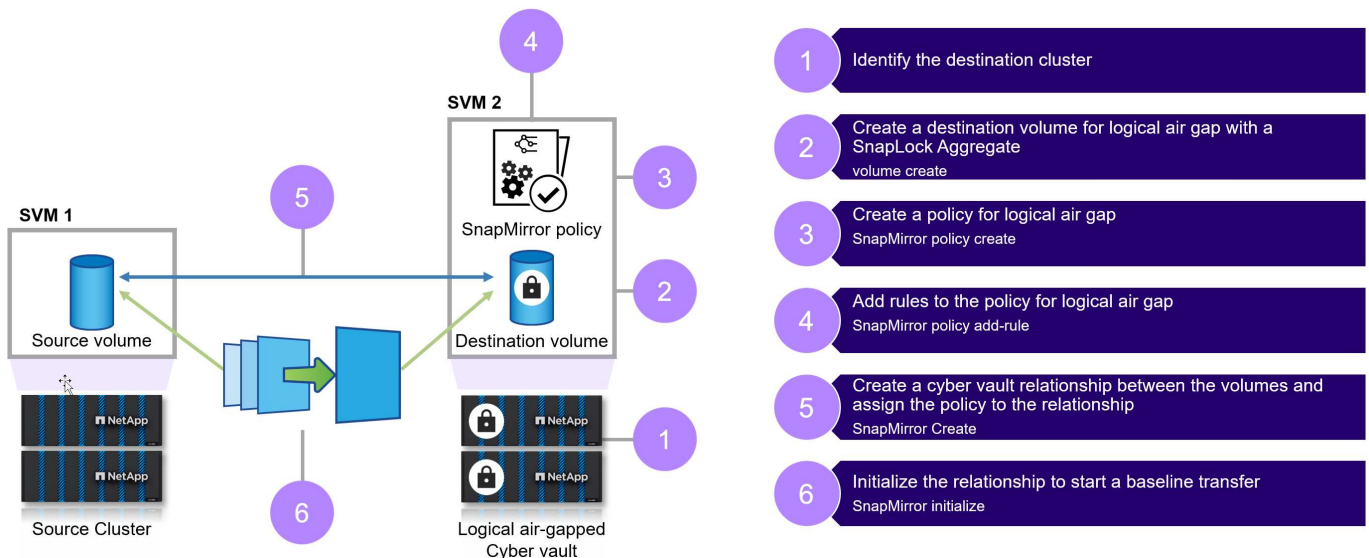 4
SVM 2
3
SnapMirror policy
5
SVM 1
2
Source volume
Destination volume
NetApp
NetApp
NetApp
NetApp
1
6
Source Cluster
Logical air-gapped
Cyber vault
1
Identify the destination cluster
2
Create a destination volume for logical air gap with a
SnapLock Aggregate
volume create
3
Create a policy for logical air gap
SnapMirror policy create
4
Add rules to the policy for logical air gap
SnapMirror policy add-rule
5
Create a cyber vault relationship between the volumes and
assign the policy to the relationship
SnapMirror Create
6
Initialize the relationship to start a baseline transfer
SnapMirror initialize